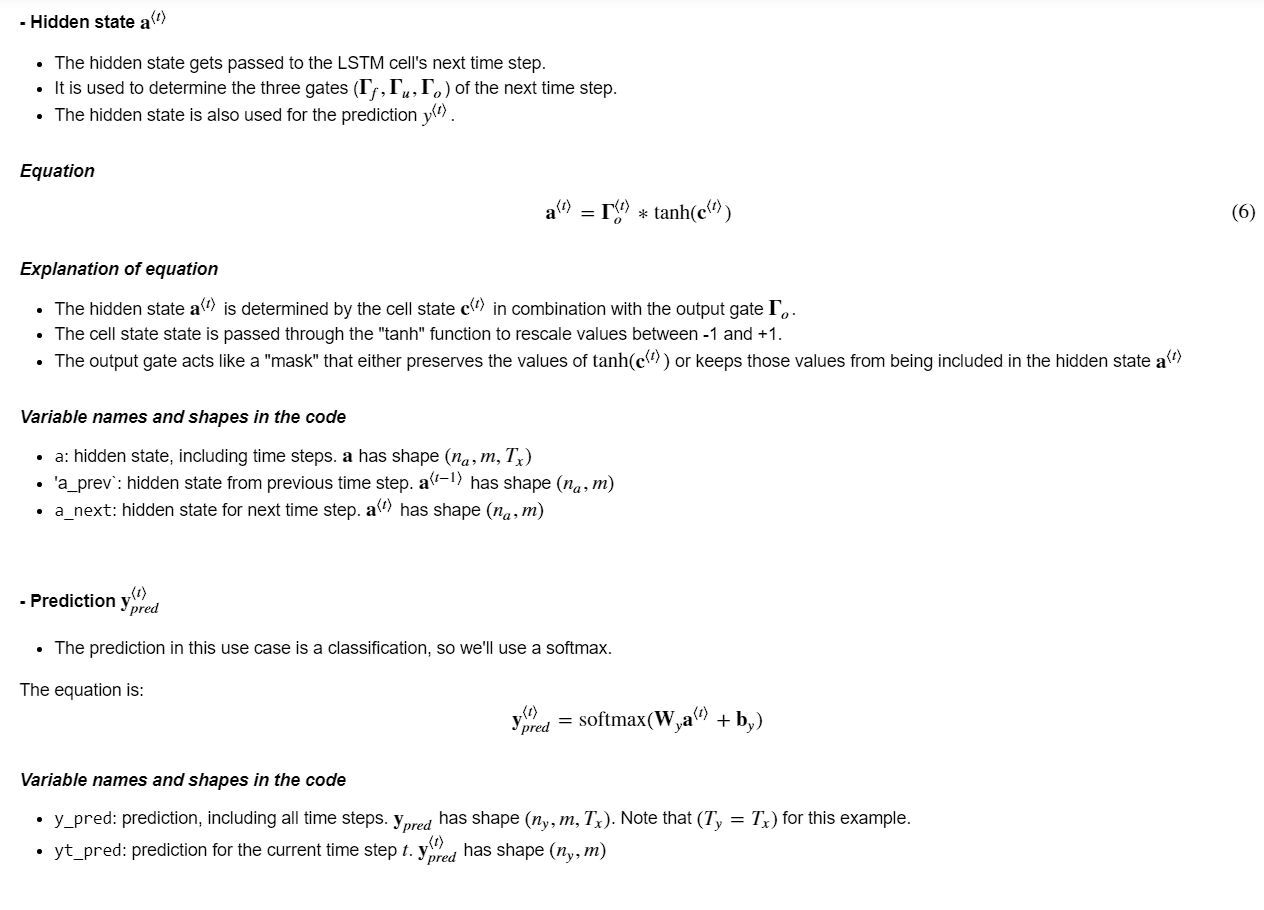 - Hidden state a⟨t⟩
• The hidden state gets passed to the LSTM cell's next time step.
• It is used to determine the three gates (Γf, Γu, Γo) of the next time step.
• The hidden state is also used for the prediction y⟨t⟩.
Equation
a⟨t⟩ = Γo⟨t⟩ * tanh(c⟨t⟩) (6)
Explanation of equation
• The hidden state a⟨t⟩ is determined by the cell state c⟨t⟩ in combination with the output gate Γo.
• The cell state state is passed through the "tanh" function to rescale values between -1 and +1.
• The output gate acts like a "mask" that either preserves the values of tanh(c⟨t⟩) or keeps those values from being included in the hidden state a⟨t⟩
Variable names and shapes in the code
• a: hidden state, including time steps. a has shape (na, m, Tx)
• 'a_prev`: hidden state from previous time step. a⟨t−1⟩ has shape (na, m)
• a_next: hidden state for next time step. a⟨t⟩ has shape (na, m)
- Prediction y⟨t⟩pred
• The prediction in this use case is a classification, so we'll use a softmax.
The equation is:
y⟨t⟩pred = softmax(Wya⟨t⟩ + by)
Variable names and shapes in the code
• y_pred: prediction, including all time steps. ypred has shape (ny, m, Tx). Note that (Ty = Tx) for this example.
• yt_pred: prediction for the current time step t. y⟨t⟩pred has shape (ny, m)